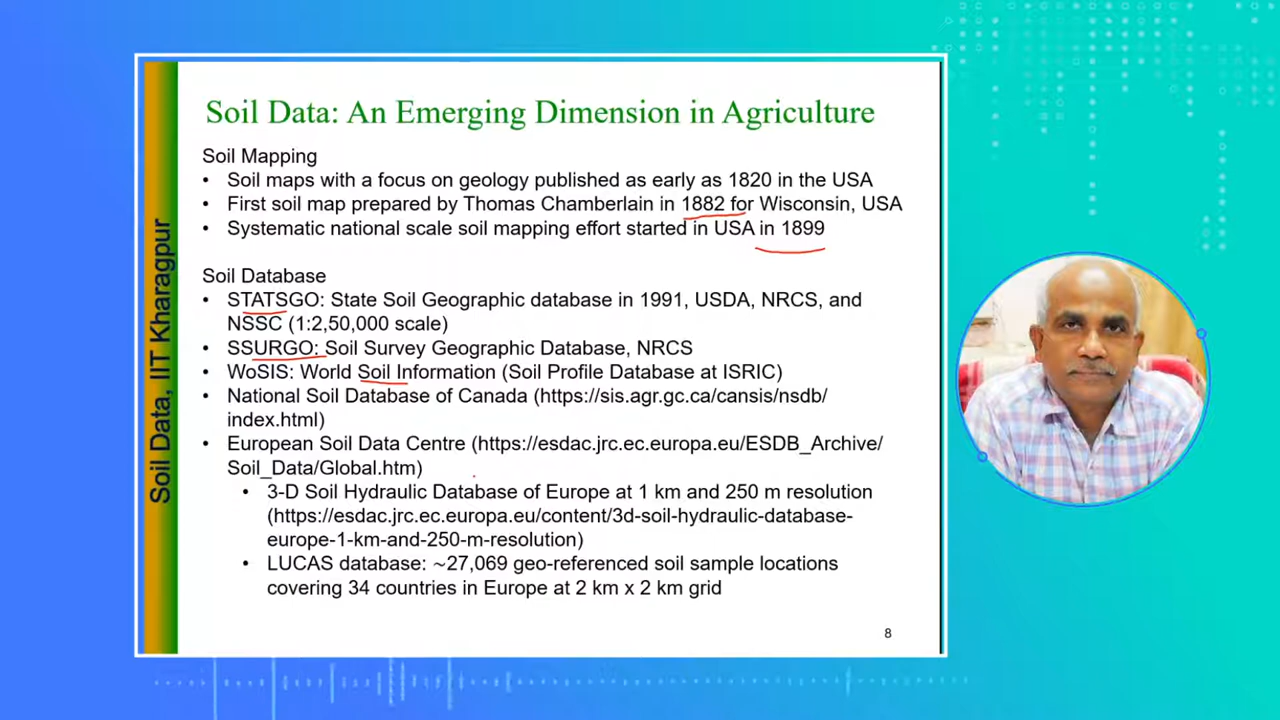 Soil Data: An Emerging Dimension in Agriculture
Soil Mapping
• Soil maps with a focus on geology published as early as 1820 in the USA
• First soil map prepared by Thomas Chamberlain in 1882 for Wisconsin, USA
• Systematic national scale soil mapping effort started in USA in 1899
Soil Database
• STATSGO: State Soil Geographic database in 1991, USDA, NRCS, and
NSSC (1:2,50,000 scale)
• SSURGO: Soil Survey Geographic Database, NRCS
• WoSIS: World Soil Information (Soil Profile Database at ISRIC)
• National Soil Database of Canada (https://sis.agr.gc.ca/cansis/nsdb/
index.html)
• European Soil Data Centre (https://esdac.jrc.ec.europa.eu/ESDB_Archive/
Soil_Data/Global.htm)
• 3-D Soil Hydraulic Database of Europe at 1 km and 250 m resolution
(https://esdac.jrc.ec.europa.eu/content/3d-soil-hydraulic-database-
europe-1-km-and-250-m-resolution)
• LUCAS database: ~27,069 geo-referenced soil sample locations
covering 34 countries in Europe at 2 km x 2 km grid
8
Soil Data, IIT Kharagpur